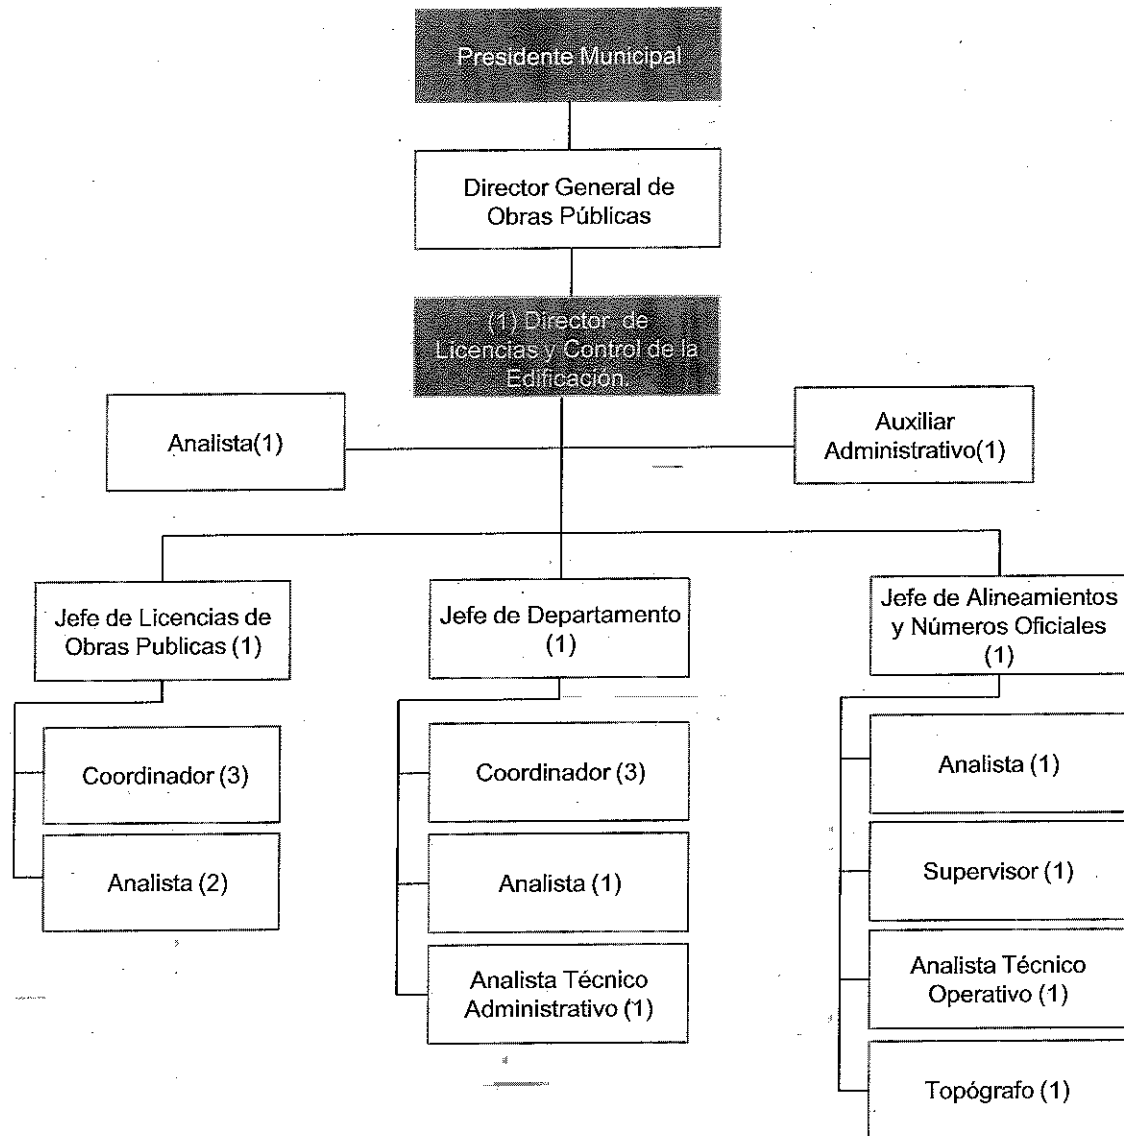 Presidente Municipal
Director General de
Obras Públicas
(1) Director de
Licencias y Control de la
Edificación.
Analista(1)
Auxiliar
Administrativo(1)
Jefe de Licencias de
Obras Publicas (1)
Coordinador (3)
Analista (2)
Jefe de Departamento
(1)
Coordinador (3)
Analista (1)
Analista Técnico
Administrativo (1)
Jefe de Alineamientos
y Números Oficiales
(1)
Analista (1)
Supervisor (1)
Analista Técnico
Operativo (1)
Topógrafo (1)